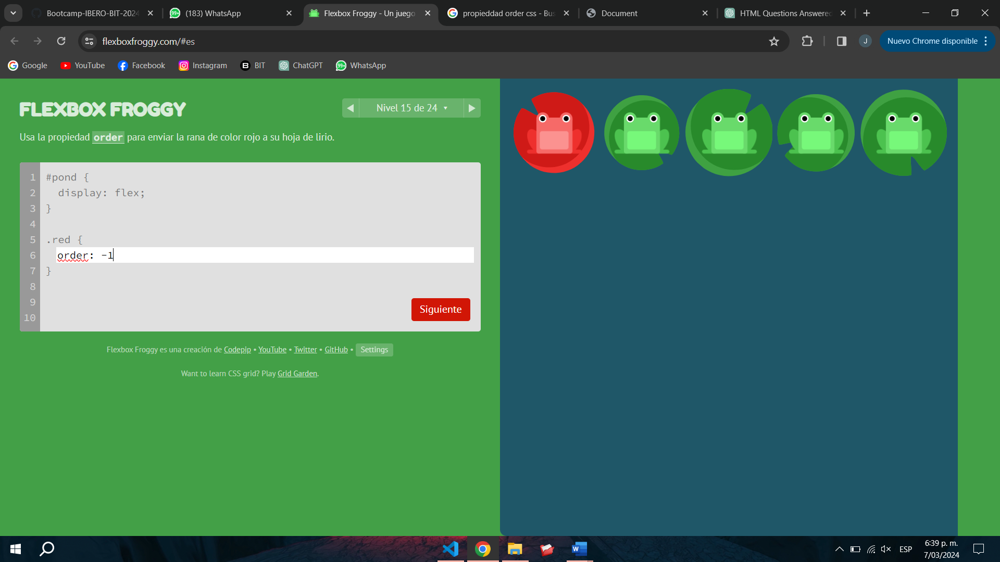 Bootcamp-IBERO-BIT-2024
(183) WhatsApp
Flexbox Froggy - Un juego
propieddad order css - Bus
Document
HTML Questions Answered
flexboxfroggy.com/#es
J
Nuevo Chrome disponible
Google
YouTube
Facebook
Instagram
BIT
ChatGPT
WhatsApp
FLEXBOX FROGGY
Nivel 15 de 24
Usa la propiedad order para enviar la rana de color rojo a su hoja de lirio.
1 #pond {
2 display: flex;
3 }
4
5 .red {
6 order: -1
7 }
8
9
10
Siguiente
Flexbox Froggy es una creación de Codepip • YouTube • Twitter • GitHub • Settings
Want to learn CSS grid? Play Grid Garden.
ESP
6:39 p. m.
7/03/2024